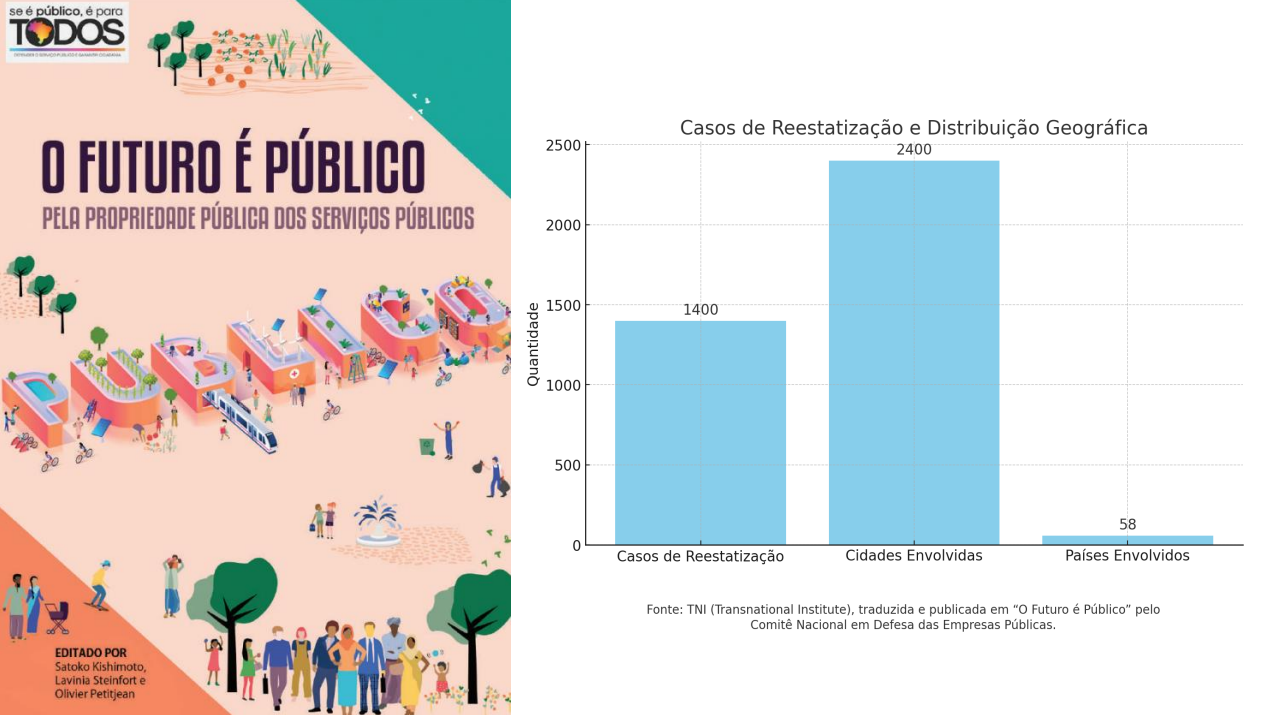 se é público, é para
TODOS
O FUTURO É PÚBLICO
PELA PROPRIEDADE PÚBLICA DOS SERVIÇOS PÚBLICOS
PÚBLICO
EDITADO POR
Satoko Kishimoto,
Lavinia Steinfort e
Olivier Petitjean
Casos de Reestatização e Distribuição Geográfica
Quantidade
2500
2000
1500
1000
500
0
1400
2400
58
Casos de Reestatização
Cidades Envolvidas
Países Envolvidos
Fonte: TNI (Transnational Institute), traduzida e publicada em “O Futuro é Público” pelo
Comitê Nacional em Defesa das Empresas Públicas.